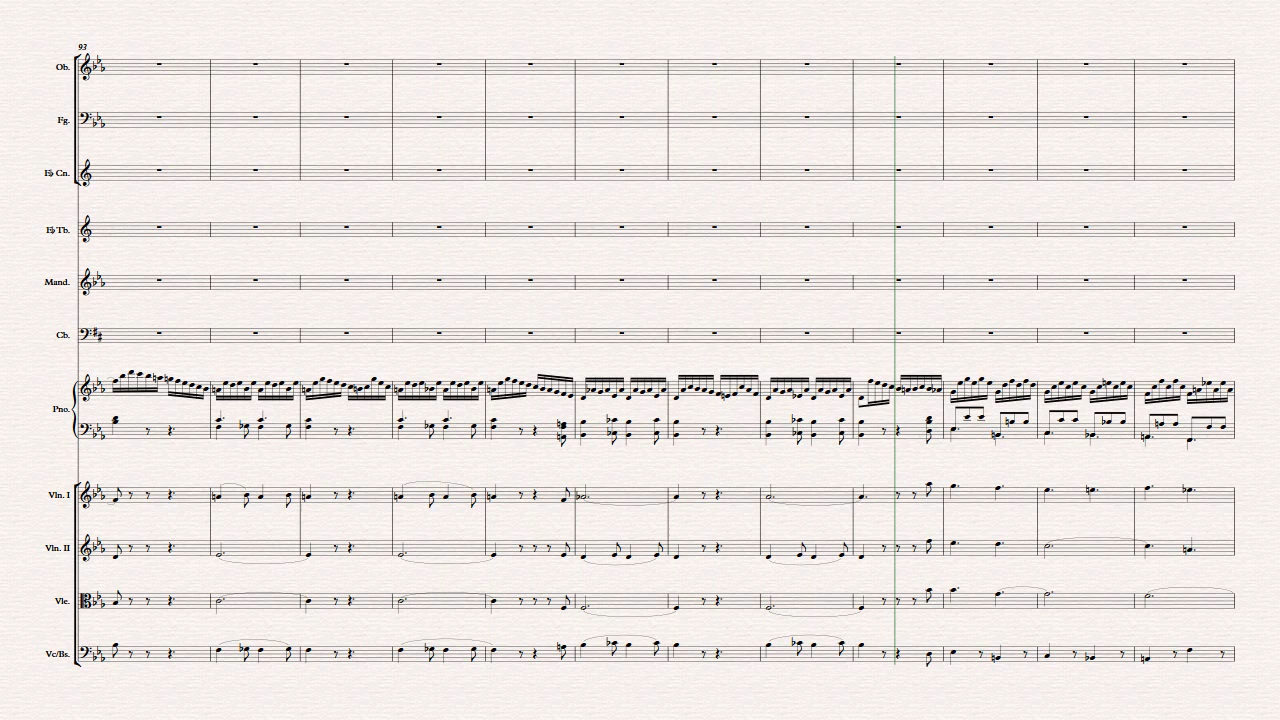 93
Ob.
Fg.
E♭ Cn.
E♭ Tb.
Mand.
Cb.
Pno.
Vln. I
Vln. II
Vle.
Vc/Bs.